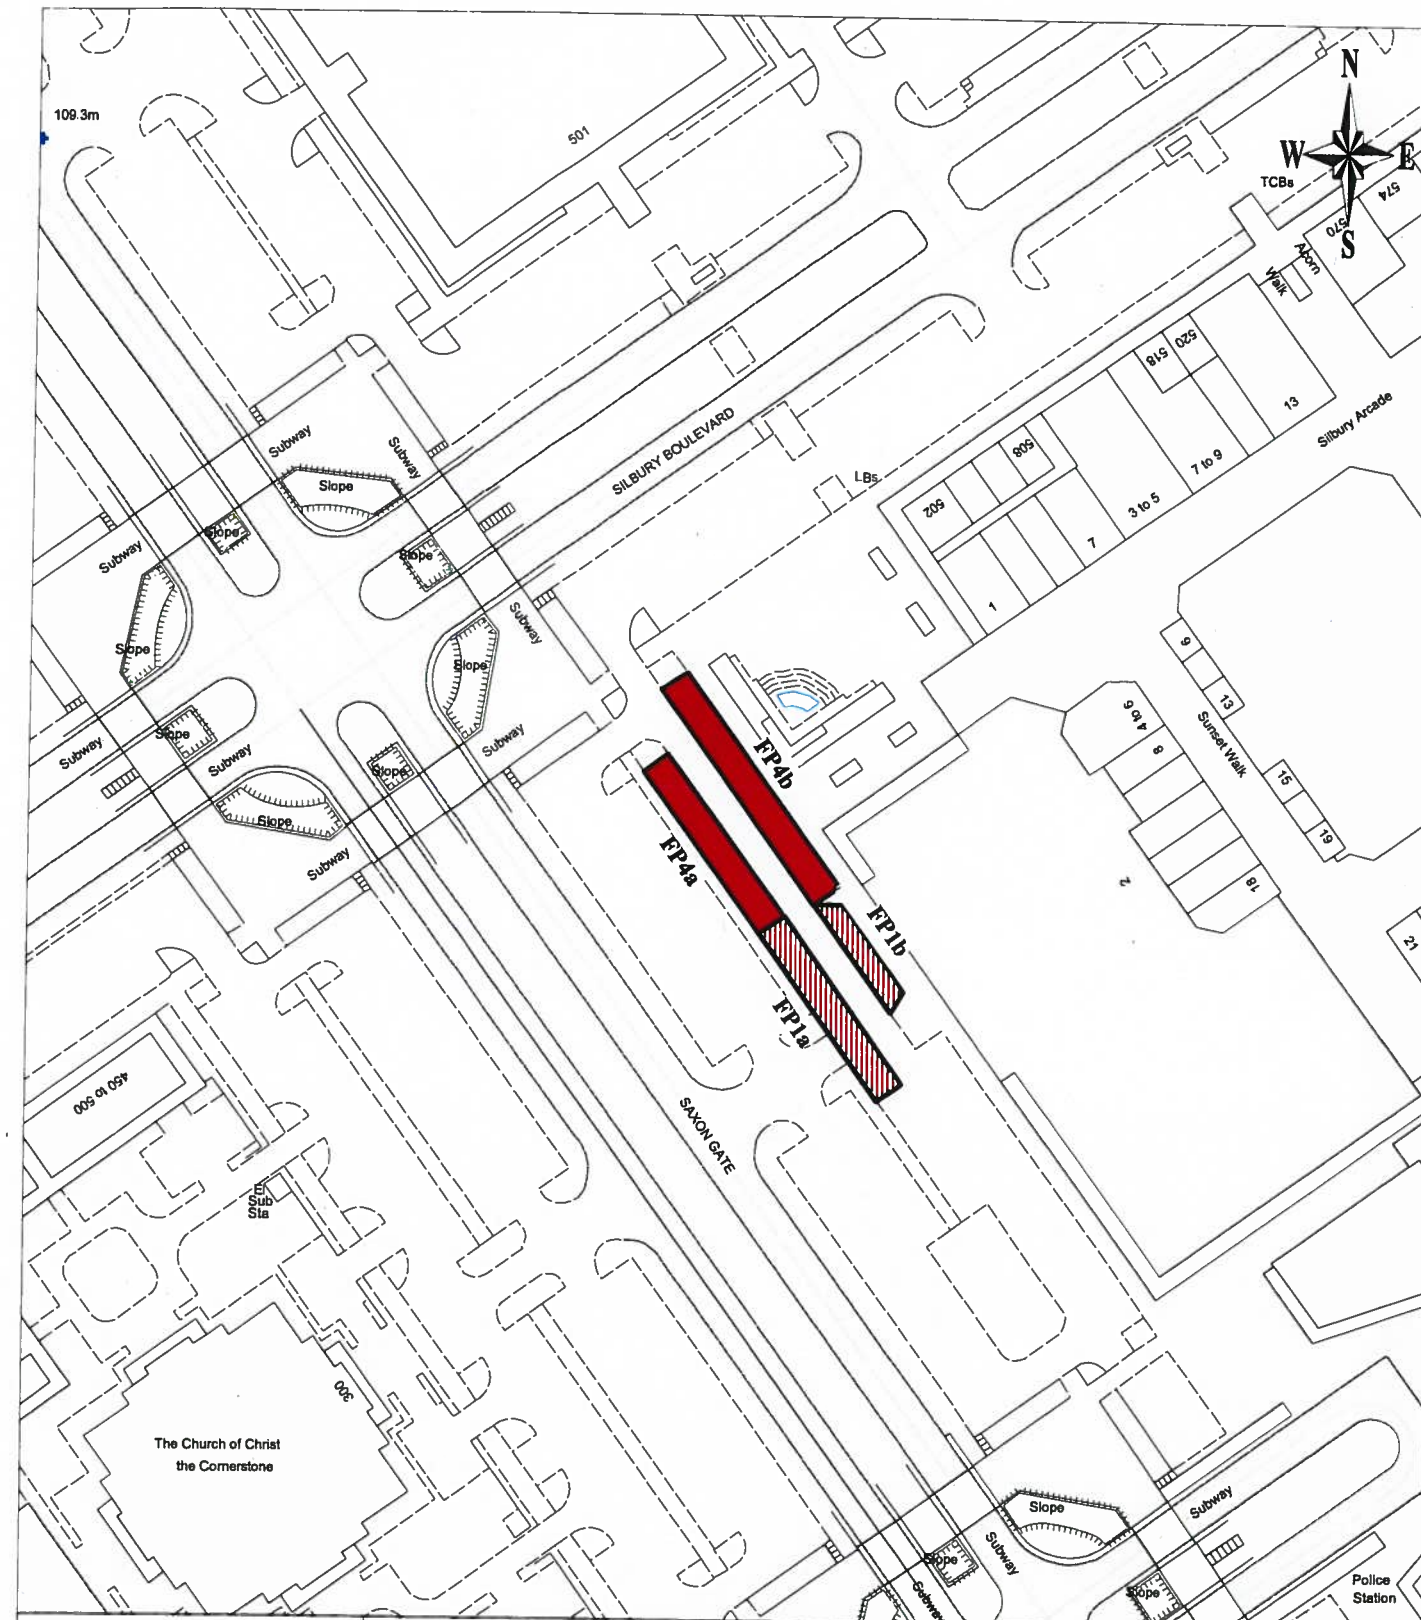 N
109.3m
501
W
E
TCBs
574
570
S
Acorn
Walk
520
518
13
Silbury Arcade
SILBURY BOULEVARD
Subway
Subway
508
7 to 9
Slope
LBs
502
3 to 5
Slope
Subway
Slope
7
1
Subway
Slope
Slope
9
13
4 to 6
Sunset Walk
8
Slope
Subway
Subway
Subway
Slope
FP4b
15
Slope
19
FP4a
Subway
2
18
FP1b
21
FP1a
450 to 500
SAXON GATE
El
Sub
Sta
300
The Church of Christ
the Cornerstone
Slope
Subway
Subway
Slope
Subway
Slope
Police
Station